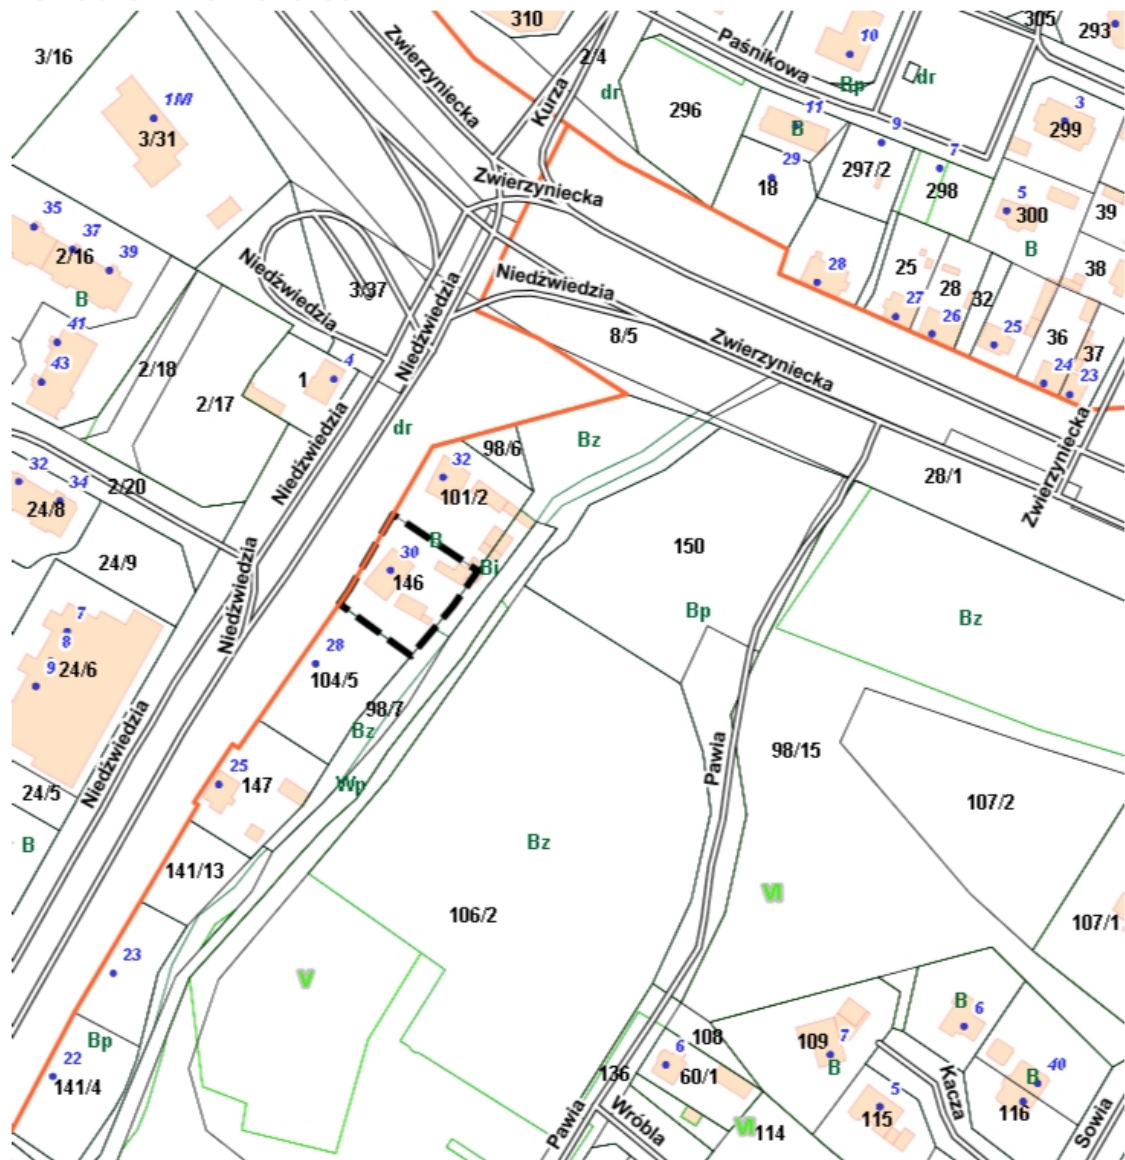 310
305
293
3/16
Zwierzyniecka
2/4
Paśnikowa
10
dr
Bp
dr
Kurza
1M
3/31
296
11
B
9
3
299
7
29
18
297/2
298
5
300
39
B
Zwierzyniecka
35
37
39
2/16
B
Niedźwiedzia
3/37
Niedźwiedzia
Niedźwiedzia
28
25
28
32
38
27
26
25
36
37
24
23
8/5
Zwierzyniecka
41
43
2/18
2/17
1
4
Niedźwiedzia
dr
98/6
Bz
28/1
Zwierzyniecka
32
34
24/8
2/20
32
101/2
24/9
Niedźwiedzia
B
30
146
Bi
150
Bp
Bz
7
8
9
24/6
28
104/5
98/7
Bz
Niedźwiedzia
Pawia
98/15
24/5
25
147
Wp
107/2
B
Bz
141/13
VI
106/2
107/1
23
V
Bp
22
141/4
6
108
60/1
136
109
7
B
B
6
Kacza
B
40
116
5
115
Sowia
Pawia
Wróbla
VI
114